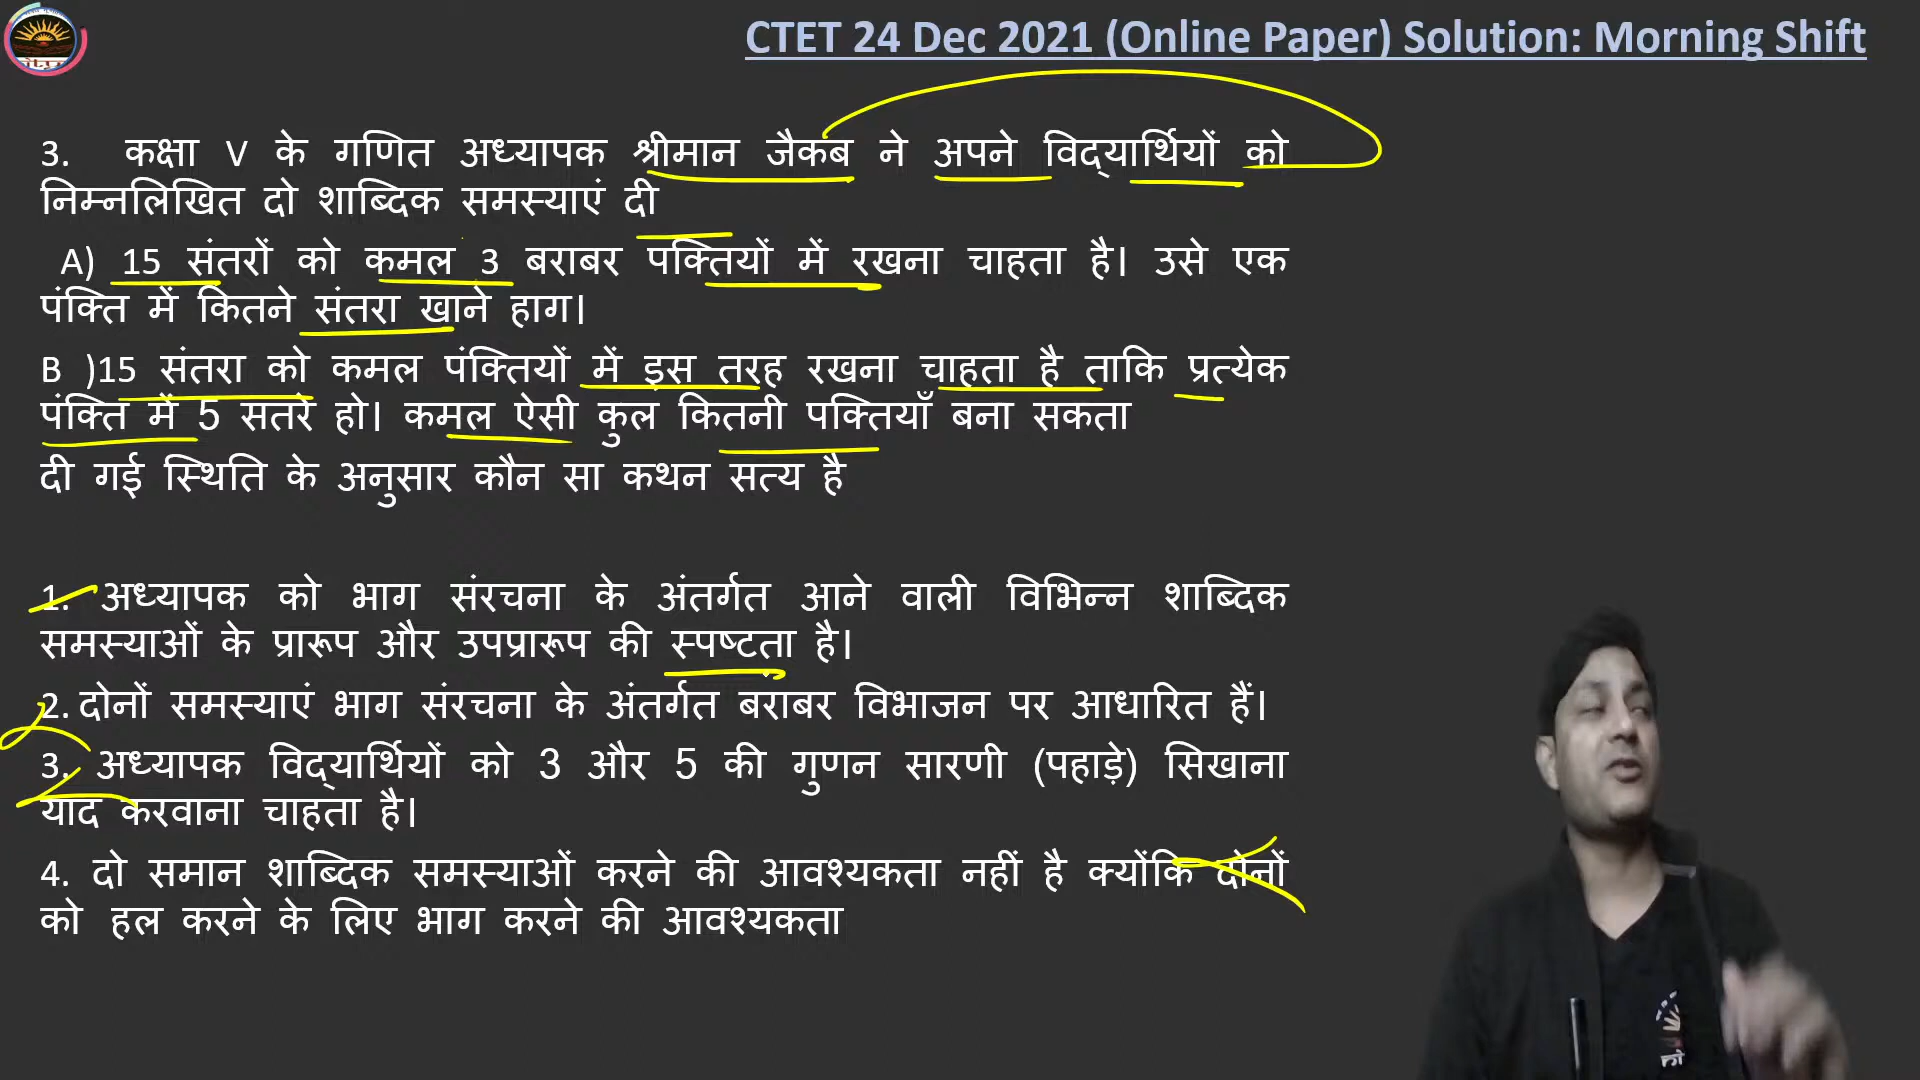 CTET 24 Dec 2021 (Online Paper) Solution: Morning Shift
3. कक्षा V के गणित अध्यापक श्रीमान जैकब ने अपने विद्यार्थियों को
निम्नलिखित दो शाब्दिक समस्याएं दी
A) 15 संतरों को कमल 3 बराबर पक्तियों में रखना चाहता है। उसे एक
पंक्ति में कितने संतरा खाने हाग।
B )15 संतरा को कमल पंक्तियों में इस तरह रखना चाहता है ताकि प्रत्येक
पंक्ति में 5 सतरे हो। कमल ऐसी कुल कितनी पक्तियाँ बना सकता
दी गई स्थिति के अनुसार कौन सा कथन सत्य है
1. अध्यापक को भाग संरचना के अंतर्गत आने वाली विभिन्न शाब्दिक
समस्याओं के प्रारूप और उपप्रारूप की स्पष्टता है।
2. दोनों समस्याएं भाग संरचना के अंतर्गत बराबर विभाजन पर आधारित हैं।
3. अध्यापक विद्यार्थियों को 3 और 5 की गुणन सारणी (पहाड़े) सिखाना
याद करवाना चाहता है।
4. दो समान शाब्दिक समस्याओं करने की आवश्यकता नहीं है क्योंकि दोनों
को हल करने के लिए भाग करने की आवश्यकता